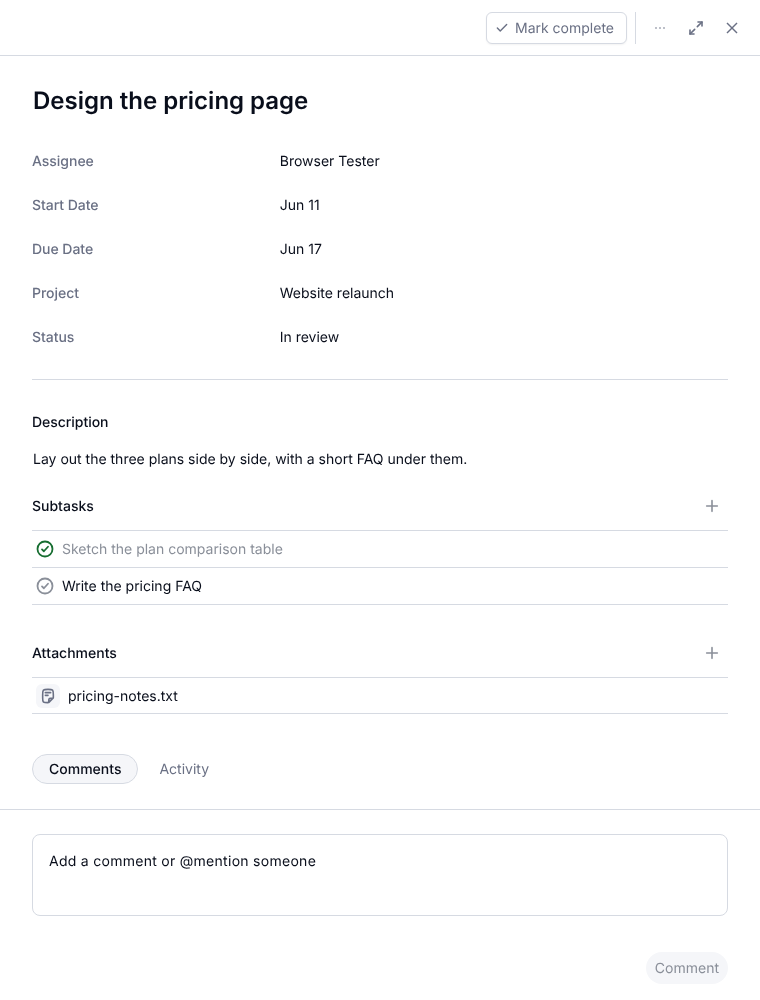 Mark complete
Design the pricing page
Assignee Browser Tester
Start Date Jun 11
Due Date Jun 17
Project Website relaunch
Status In review
Description
Lay out the three plans side by side, with a short FAQ under them.
Subtasks
Sketch the plan comparison table
Write the pricing FAQ
Attachments
pricing-notes.txt
Comments Activity
Add a comment or @mention someone
Comment